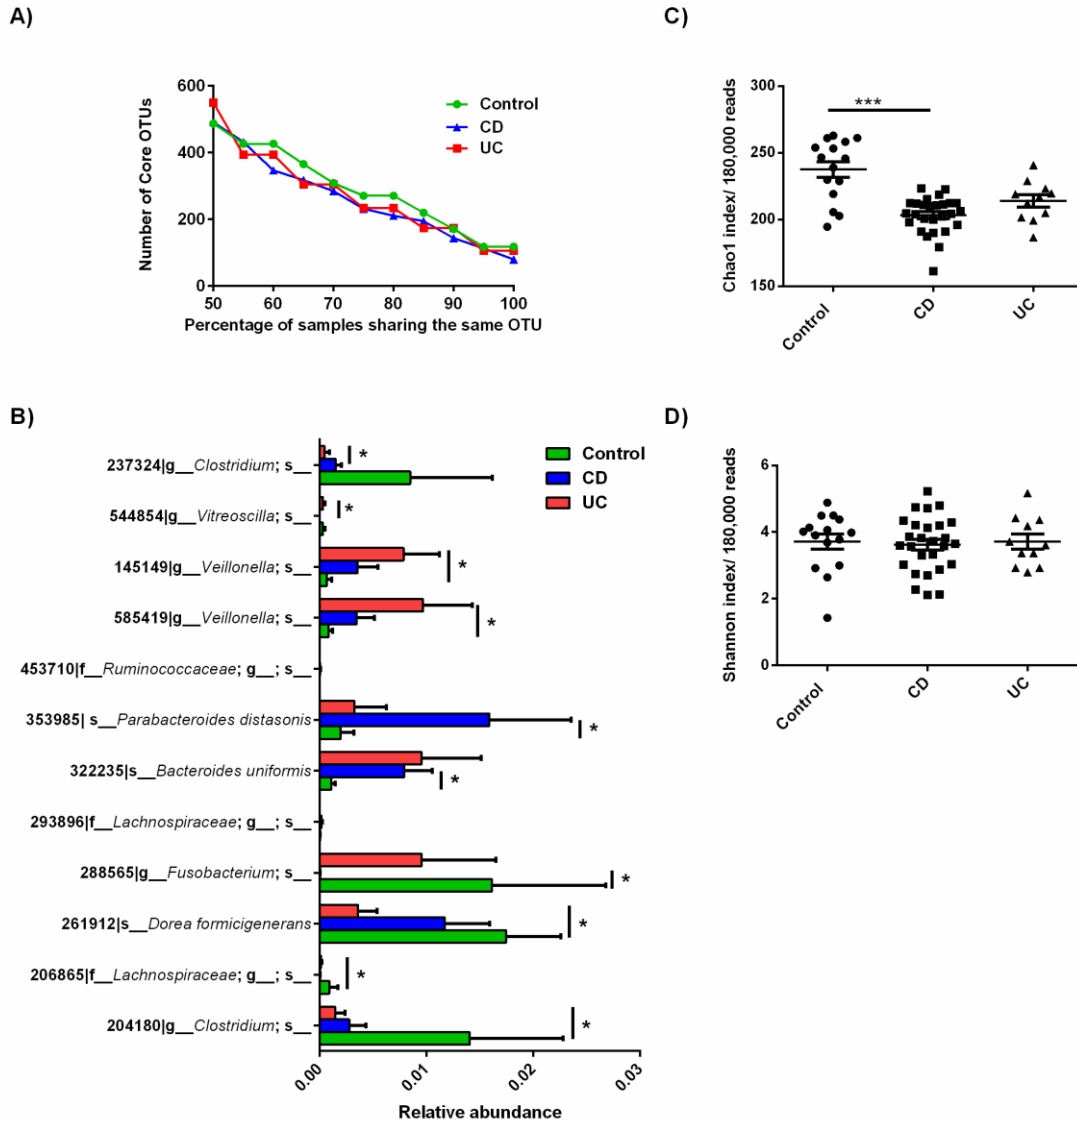 A)
600
400
200
0
Number of Core OTUs
50 60 70 80 90 100
Percentage of samples sharing the same OTU
Control
CD
UC
C)
300
250
200
150
Chao1 index/ 180,000 reads
***
Control CD UC
B)
237324|g__Clostridium; s__
544854|g__Vitreoscilla; s__
145149|g__Veillonella; s__
585419|g__Veillonella; s__
453710|f__Ruminococcaceae; g__; s__
353985| s__Parabacteroides distasonis
322235|s__Bacteroides uniformis
293896|f__Lachnospiraceae; g__; s__
288565|g__Fusobacterium; s__
261912|s__Dorea formicigenerans
206865|f__Lachnospiraceae; g__; s__
204180|g__Clostridium; s__
*
*
*
*
*
*
*
*
*
*
Control
CD
UC
0.00 0.01 0.02 0.03
Relative abundance
D)
6
4
2
0
Shannon index/ 180,000 reads
Control CD UC